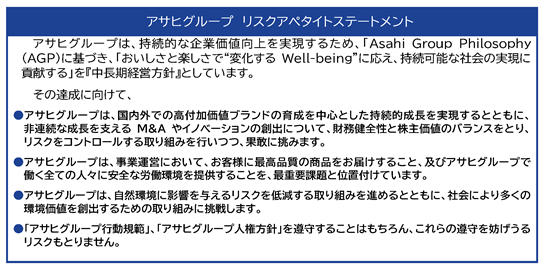 アサヒグループ リスクアペタイトステートメント
アサヒグループは、持続的な企業価値向上を実現するため、「Asahi Group Philosophy
(AGP)に基づき、「おいしさと楽しさで“変化する Well-being”に応え、持続可能な社会の実現に
貢献する」を『中長期経営方針』としています。
その達成に向けて、
●アサヒグループは、国内外での高付加価値ブランドの育成を中心とした持続的成長を実現するとともに、
非連続な成長を支える M&A やイノベーションの創出について、財務健全性と株主価値のバランスをとり、
リスクをコントロールする取り組みを行いつつ、果敢に挑みます。
●アサヒグループは、事業運営において、お客様に最高品質の商品をお届けすること、及びアサヒグループで
働く全ての人々に安全な労働環境を提供することを、最重要課題と位置付けています。
●アサヒグループは、自然環境に影響を与えるリスクを低減する取り組みを進めるとともに、社会により多くの
環境価値を創出するための取り組みに挑戦します。
●「アサヒグループ行動規範」、「アサヒグループ人権方針」を遵守することはもちろん、これらの遵守を妨げうる
リスクもとりません。